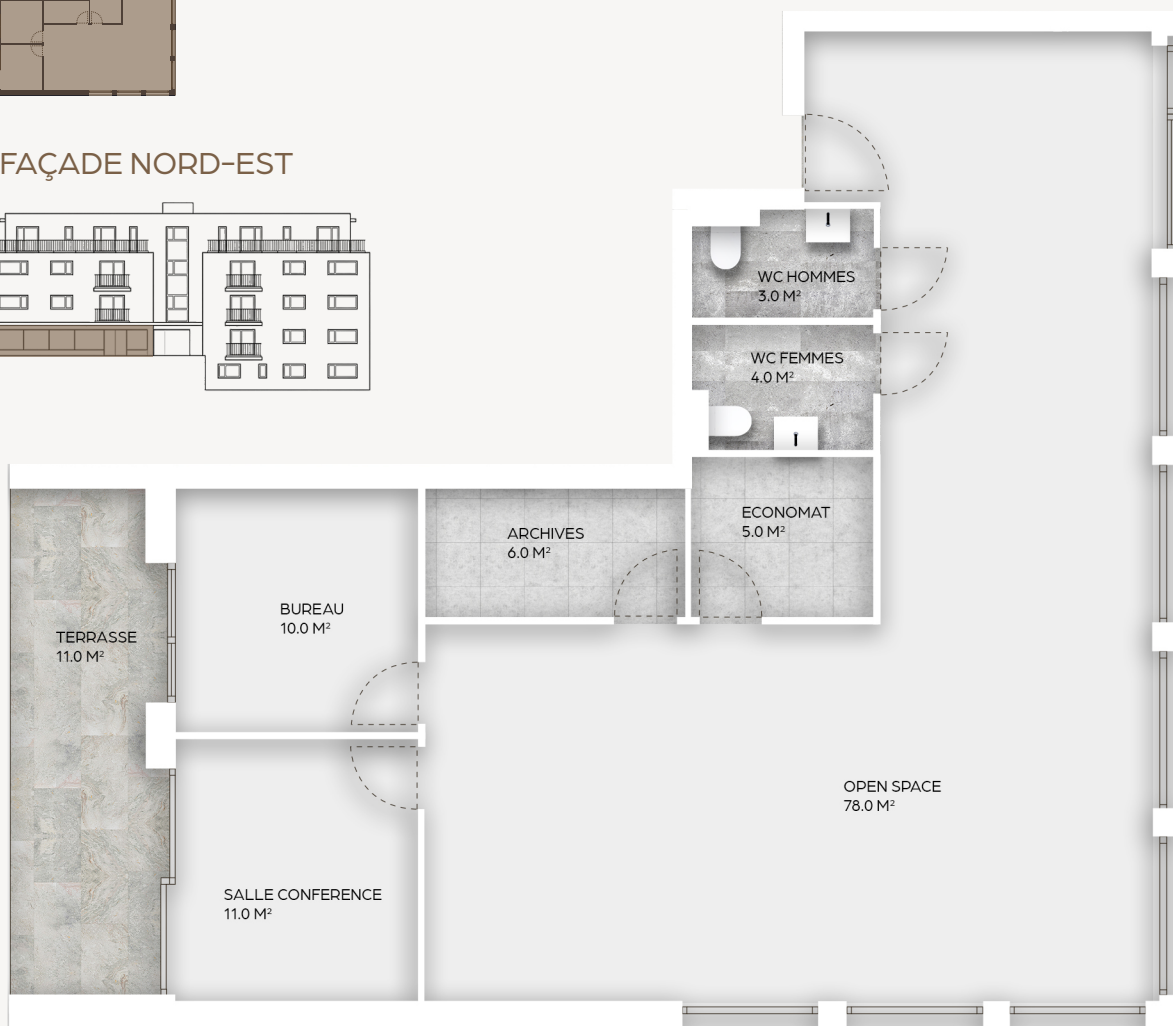 FAÇADE NORD-EST
WC HOMMES
3.0 M²
WC FEMMES
4.0 M²
ARCHIVES
6.0 M²
ECONOMAT
5.0 M²
BUREAU
10.0 M²
TERRASSE
11.0 M²
OPEN SPACE
78.0 M²
SALLE CONFERENCE
11.0 M²